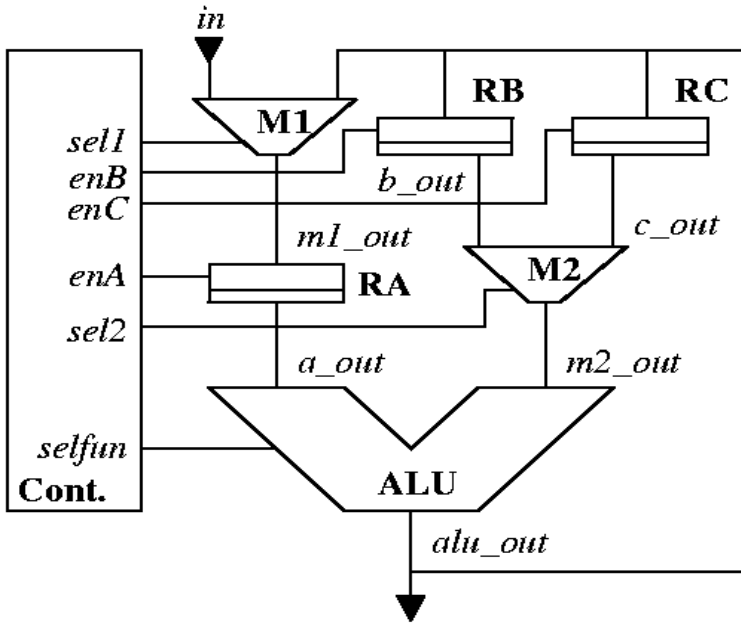 in
RB
RC
M1
sel1
enB
enC
b_out
c_out
m1_out
M2
enA
RA
sel2
a_out
m2_out
selfun
Cont.
ALU
alu_out